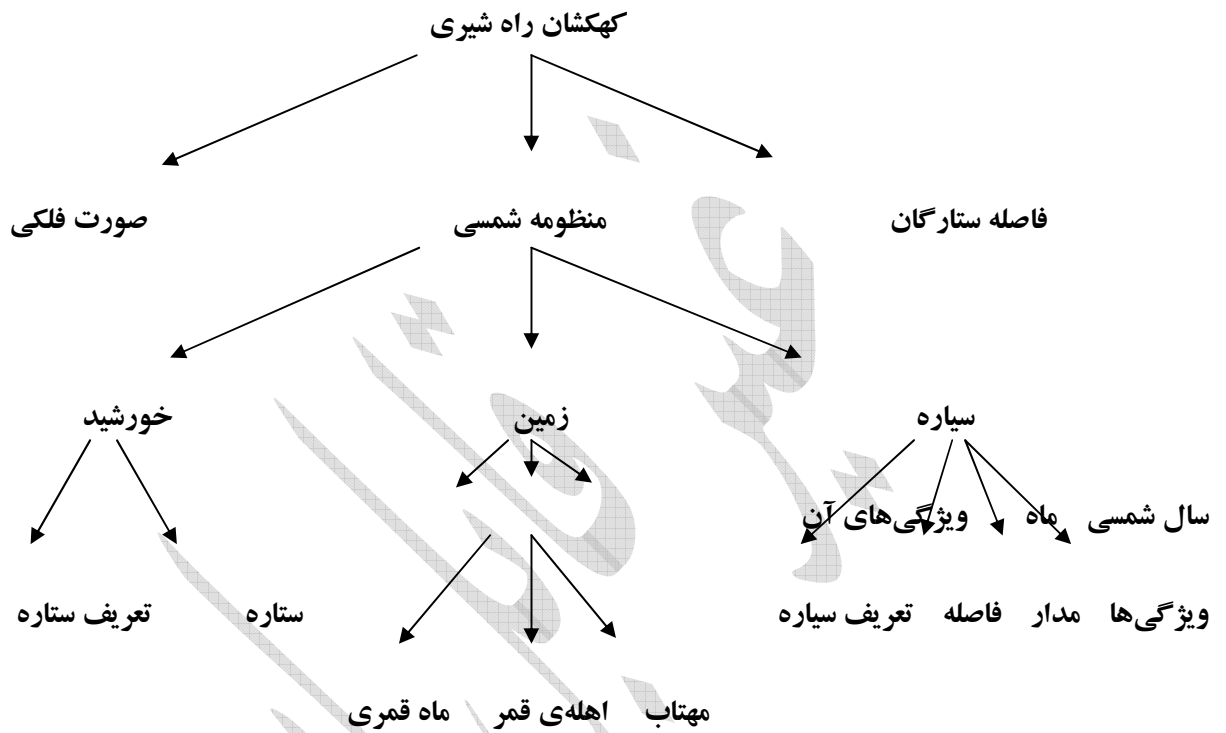 کهکشان راه شیری
فاصله ستارگان منظومه شمسی صورت فلکی
سیاره زمین خورشید
سال شمسی ماه ویژگی‌های آن
ویژگی‌ها مدار فاصله تعریف سیاره ستاره تعریف ستاره
مهتاب اهله‌ی قمر ماه قمری